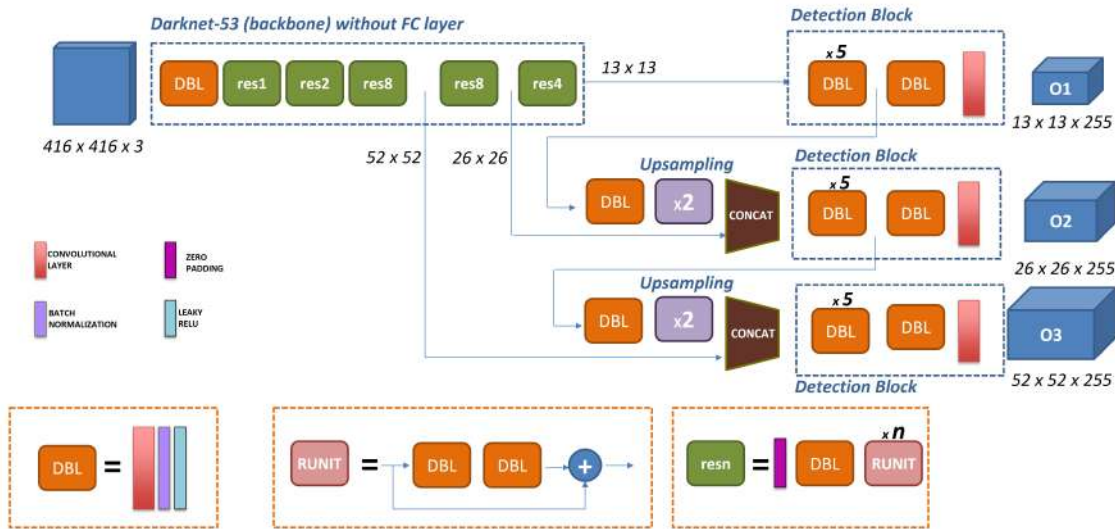 Darknet-53 (backbone) without FC layer
Detection Block
DBL
res1
res2
res8
res8
res4
13 x 13
x 5
DBL
DBL
O1
13 x 13 x 255
416 x 416 x 3
52 x 52
26 x 26
Upsampling
Detection Block
DBL
x2
CONCAT
x 5
DBL
DBL
O2
26 x 26 x 255
CONVOLUTIONAL
LAYER
ZERO
PADDING
BATCH
NORMALIZATION
LEAKY
RELU
Upsampling
DBL
x2
CONCAT
x 5
DBL
DBL
O3
52 x 52 x 255
Detection Block
DBL
=
RUNIT
=
DBL
DBL
+
resn
=
DBL
x n
RUNIT